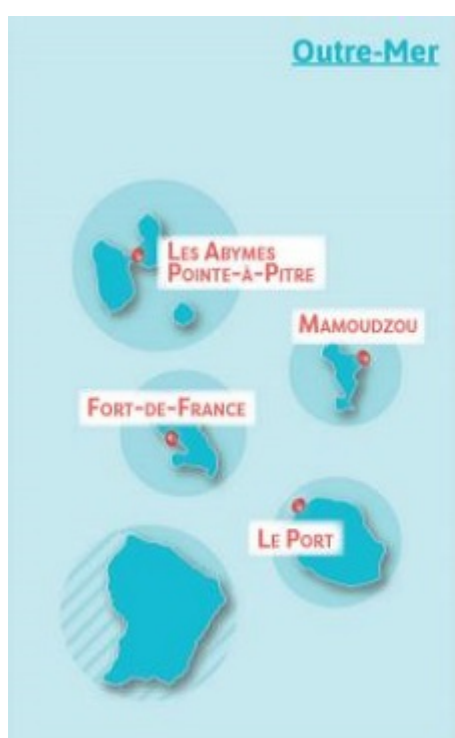 Outre-Mer
Les Abymes
Pointe-à-Pitre
Mamoudzou
Fort-de-France
Le Port